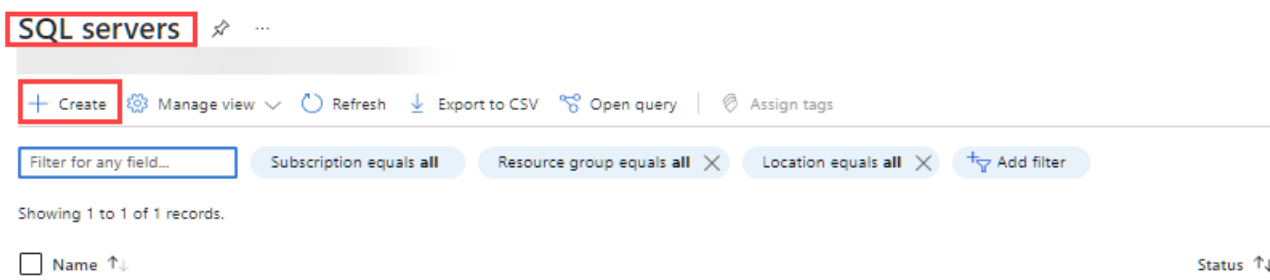 SQL servers ...
+ Create Manage view Refresh Export to CSV Open query Assign tags
Filter for any field... Subscription equals all Resource group equals all Location equals all Add filter
Showing 1 to 1 of 1 records.
Name ↑↓ Status ↑↓